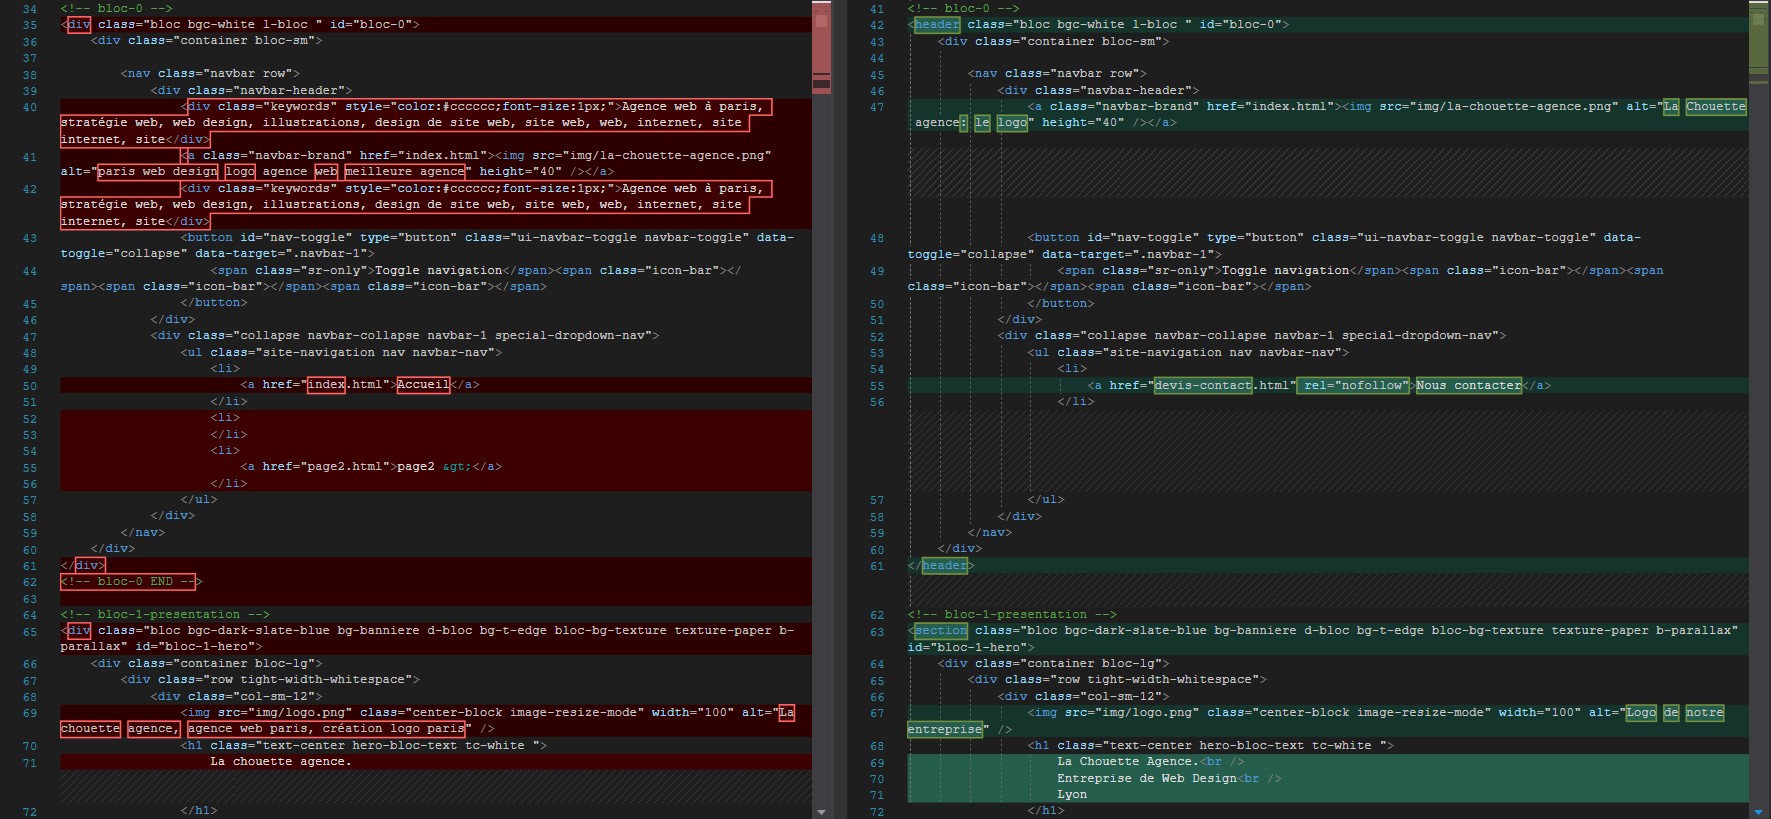 34 <!-- bloc-0 -->
35 <div class="bloc bgc-white l-bloc " id="bloc-0">
36 <div class="container bloc-sm">
37
38 <nav class="navbar row">
39 <div class="navbar-header">
40 <div class="keywords" style="color:#cccccc;font-size:1px;">Agence web à paris,
stratégie web, web design, illustrations, design de site web, site web, web, internet, site
internet, site</div>
41 <a class="navbar-brand" href="index.html"><img src="img/la-chouette-agence.png"
alt="paris web design logo agence web meilleure agence" height="40" /></a>
42 <div class="keywords" style="color:#cccccc;font-size:1px;">Agence web à paris,
stratégie web, web design, illustrations, design de site web, site web, web, internet, site
internet, site</div>
43 <button id="nav-toggle" type="button" class="ui-navbar-toggle navbar-toggle" data-
toggle="collapse" data-target=".navbar-1">
44 <span class="sr-only">Toggle navigation</span><span class="icon-bar"></
span><span class="icon-bar"></span><span class="icon-bar"></span>
45 </button>
46 </div>
47 <div class="collapse navbar-collapse navbar-1 special-dropdown-nav">
48 <ul class="site-navigation nav navbar-nav">
49 <li>
50 <a href="index.html">Accueil</a>
51 </li>
52 <li>
53 </li>
54 <li>
55 <a href="page2.html">page2 &gt;</a>
56 </li>
57 </ul>
58 </div>
59 </nav>
60 </div>
61 </div>
62 <!-- bloc-0 END -->
63
64 <!-- bloc-1-presentation -->
65 <div class="bloc bgc-dark-slate-blue bg-banniere d-bloc bg-t-edge bloc-bg-texture texture-paper b-
parallax" id="bloc-1-hero">
66 <div class="container bloc-lg">
67 <div class="row tight-width-whitespace">
68 <div class="col-sm-12">
69 <img src="img/logo.png" class="center-block image-resize-mode" width="100" alt="La
chouette agence, agence web paris, création logo paris" />
70 <h1 class="text-center hero-bloc-text tc-white ">
71 La chouette agence.
72 </h1>
41 <!-- bloc-0 -->
42 <header class="bloc bgc-white l-bloc " id="bloc-0">
43 <div class="container bloc-sm">
44
45 <nav class="navbar row">
46 <div class="navbar-header">
47 <a class="navbar-brand" href="index.html"><img src="img/la-chouette-agence.png" alt="La Chouette
agence: le logo" height="40" /></a>
48 <button id="nav-toggle" type="button" class="ui-navbar-toggle navbar-toggle" data-
toggle="collapse" data-target=".navbar-1">
49 <span class="sr-only">Toggle navigation</span><span class="icon-bar"></span><span
class="icon-bar"></span><span class="icon-bar"></span>
50 </button>
51 </div>
52 <div class="collapse navbar-collapse navbar-1 special-dropdown-nav">
53 <ul class="site-navigation nav navbar-nav">
54 <li>
55 <a href="devis-contact.html" rel="nofollow">Nous contacter</a>
56 </li>
57 </ul>
58 </div>
59 </nav>
60 </div>
61 </header>
62 <!-- bloc-1-presentation -->
63 <section class="bloc bgc-dark-slate-blue bg-banniere d-bloc bg-t-edge bloc-bg-texture texture-paper b-parallax"
id="bloc-1-hero">
64 <div class="container bloc-lg">
65 <div class="row tight-width-whitespace">
66 <div class="col-sm-12">
67 <img src="img/logo.png" class="center-block image-resize-mode" width="100" alt="Logo de notre
entreprise" />
68 <h1 class="text-center hero-bloc-text tc-white ">
69 La Chouette Agence.<br />
70 Entreprise de Web Design<br />
71 Lyon
72 </h1>